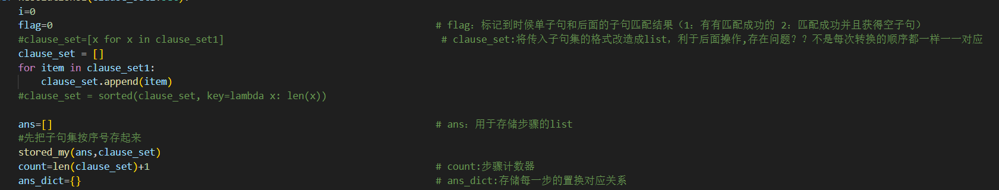 i=0
flag=0 # flag：标记到时候单子句和后面的子句匹配结果（1：有有匹配成功的 2：匹配成功并且获得空子句）
#clause_set=[x for x in clause_set1] # clause_set:将传入子句集的格式改造成list，利于后面操作,存在问题？？不是每次转换的顺序都一样一一对应
clause_set = []
for item in clause_set1:
clause_set.append(item)
#clause_set = sorted(clause_set, key=lambda x: len(x))
ans=[] # ans：用于存储步骤的list
#先把子句集按序号存起来
stored_my(ans,clause_set)
count=len(clause_set)+1 # count:步骤计数器
ans_dict={} # ans_dict:存储每一步的置换对应关系